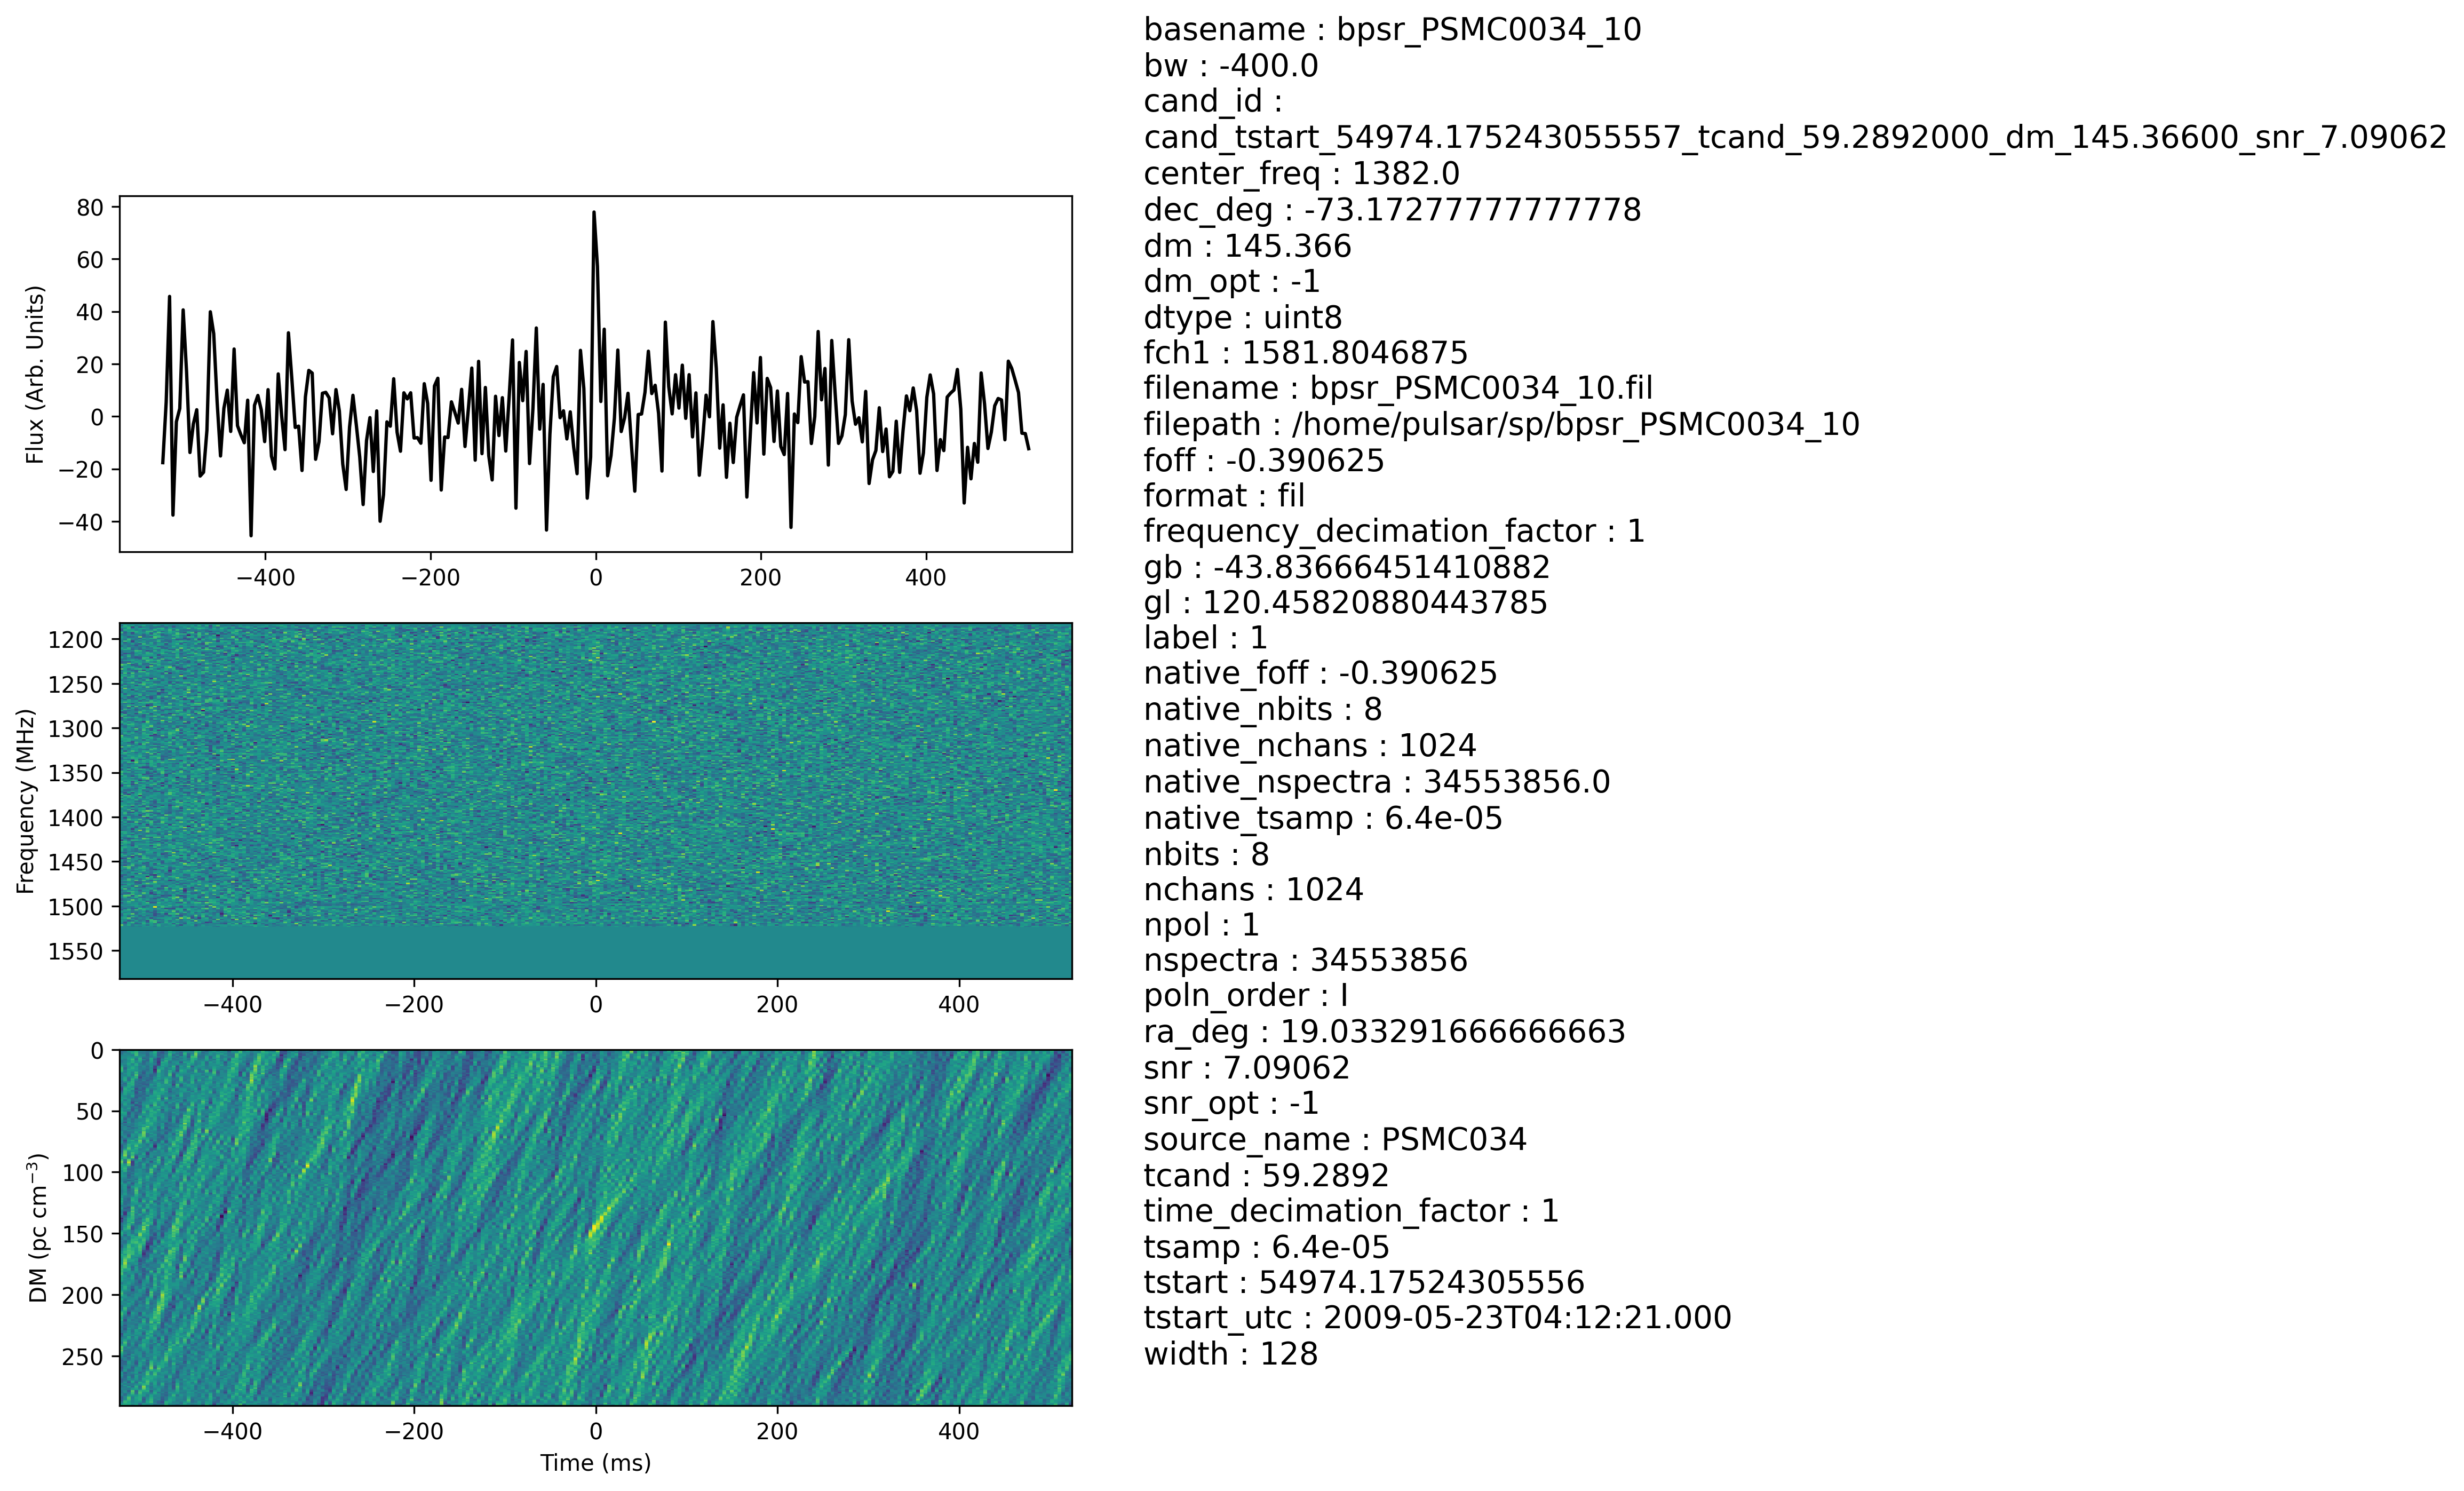 80
60
40
20
0
−20
−40
Flux (Arb. Units)
−400 −200 0 200 400
1200
1250
1300
1350
1400
1450
1500
1550
Frequency (MHz)
−400 −200 0 200 400
0
50
100
150
200
250
DM (pc cm⁻³)
−400 −200 0 200 400
Time (ms)
basename : bpsr_PSMC0034_10
bw : -400.0
cand_id :
cand_tstart_54974.175243055557_tcand_59.2892000_dm_145.36600_snr_7.09062
center_freq : 1382.0
dec_deg : -73.17277777777778
dm : 145.366
dm_opt : -1
dtype : uint8
fch1 : 1581.8046875
filename : bpsr_PSMC0034_10.fil
filepath : /home/pulsar/sp/bpsr_PSMC0034_10
foff : -0.390625
format : fil
frequency_decimation_factor : 1
gb : -43.83666451410882
gl : 120.45820880443785
label : 1
native_foff : -0.390625
native_nbits : 8
native_nchans : 1024
native_nspectra : 34553856.0
native_tsamp : 6.4e-05
nbits : 8
nchans : 1024
npol : 1
nspectra : 34553856
poln_order : I
ra_deg : 19.033291666666663
snr : 7.09062
snr_opt : -1
source_name : PSMC034
tcand : 59.2892
time_decimation_factor : 1
tsamp : 6.4e-05
tstart : 54974.17524305556
tstart_utc : 2009-05-23T04:12:21.000
width : 128